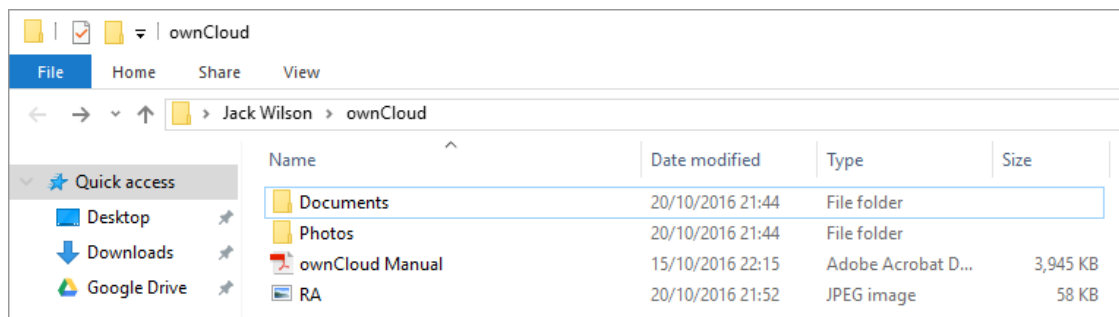 ownCloud
File Home Share View
Jack Wilson > ownCloud
Name Date modified Type Size
Quick access
Desktop
Downloads
Google Drive
Documents 20/10/2016 21:44 File folder
Photos 20/10/2016 21:44 File folder
ownCloud Manual 15/10/2016 22:15 Adobe Acrobat D... 3,945 KB
RA 20/10/2016 21:52 JPEG image 58 KB